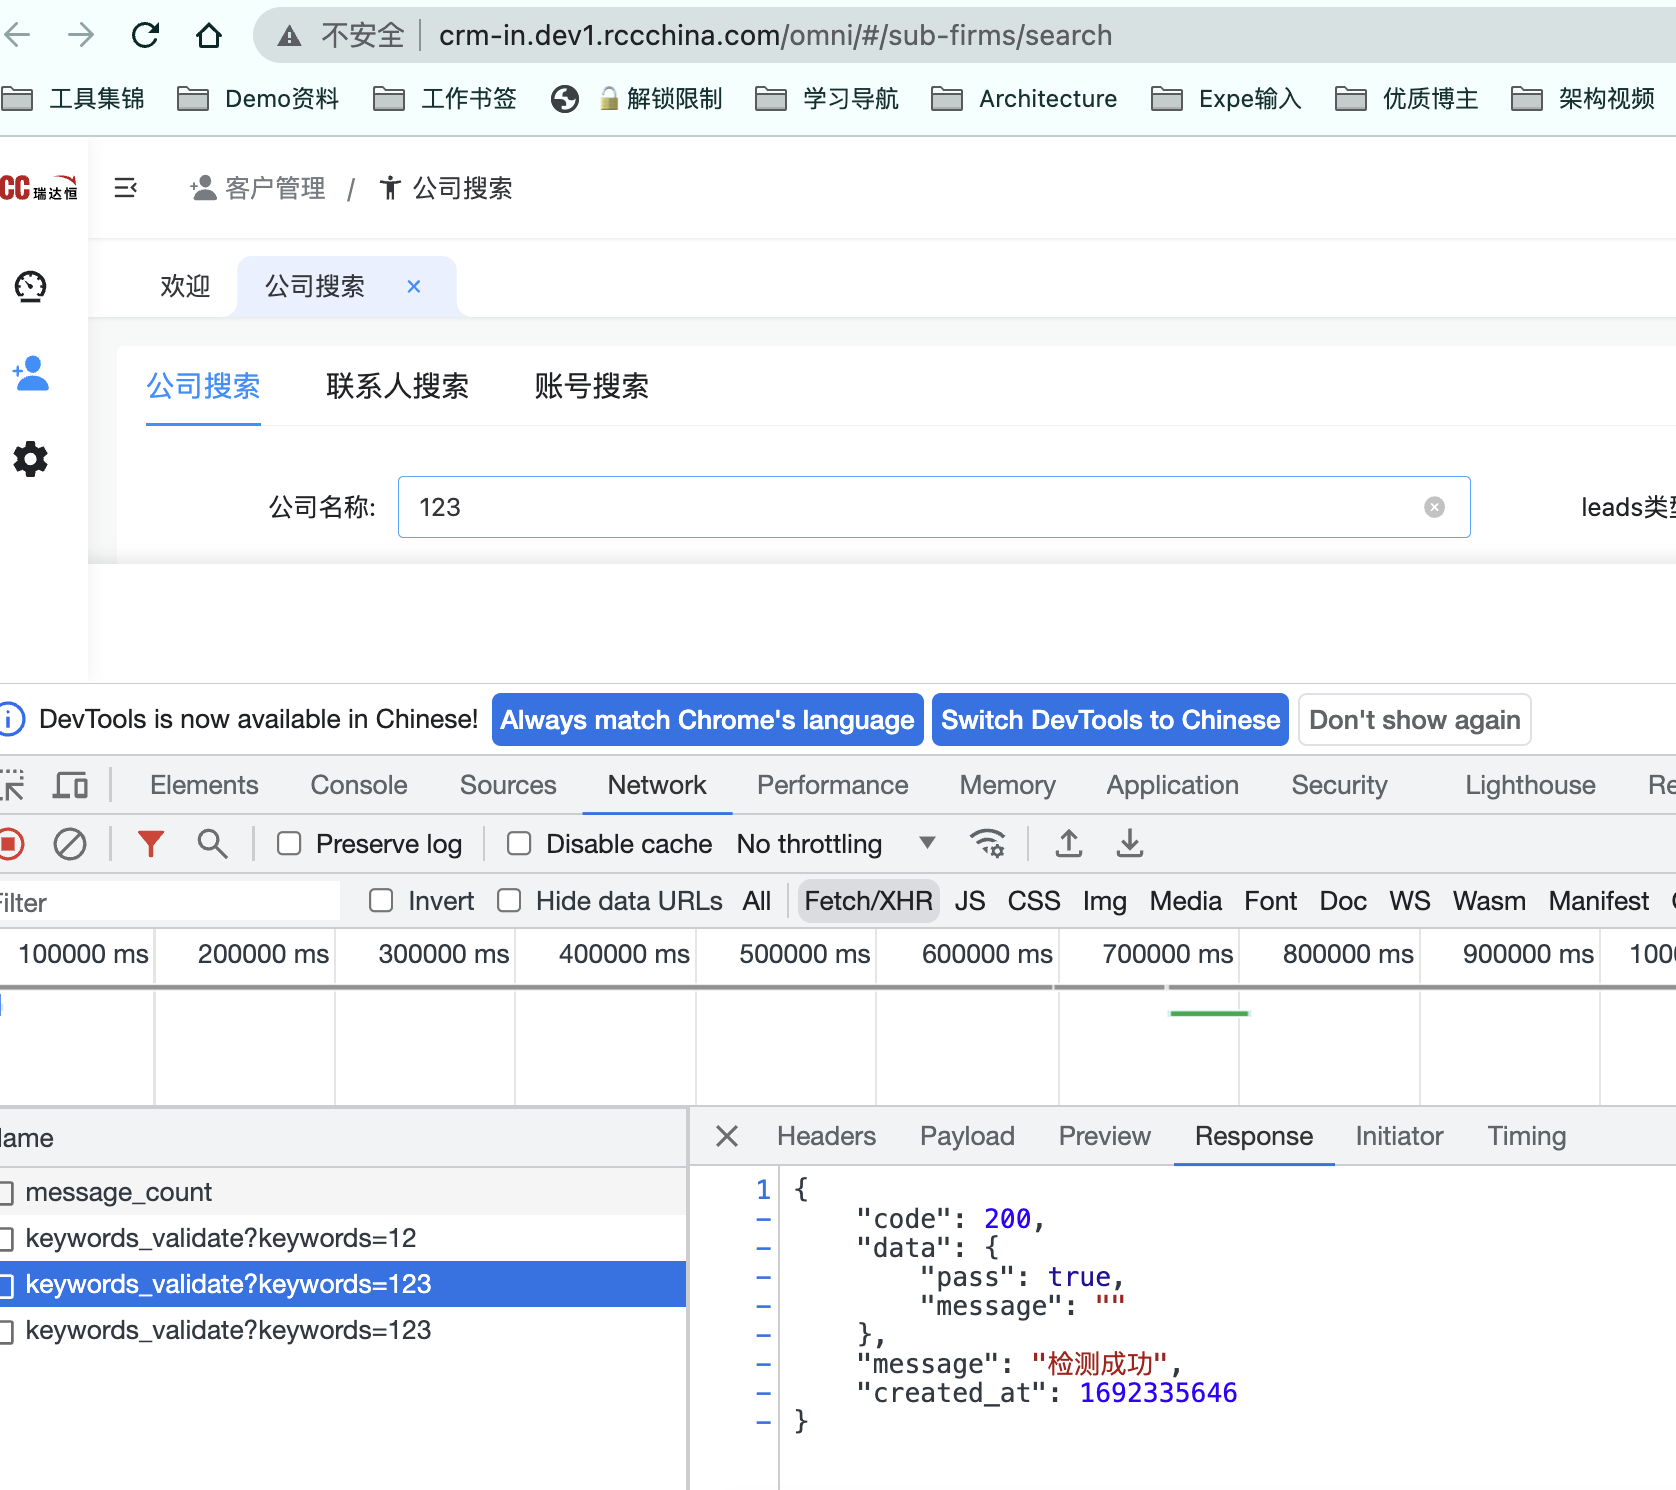 不安全 crm-in.dev1.rccchina.com/omni/#/sub-firms/search
工具集锦 Demo资料 工作书签 解锁限制 学习导航 Architecture Expe输入 优质博主 架构视频
CC 瑞达恒 客户管理 / 公司搜索
欢迎 公司搜索
公司搜索 联系人搜索 账号搜索
公司名称: 123 leads类型
DevTools is now available in Chinese! Always match Chrome's language Switch DevTools to Chinese Don't show again
Elements Console Sources Network Performance Memory Application Security Lighthouse Re
Preserve log Disable cache No throttling
Filter Invert Hide data URLs All Fetch/XHR JS CSS Img Media Font Doc WS Wasm Manifest
100000 ms 200000 ms 300000 ms 400000 ms 500000 ms 600000 ms 700000 ms 800000 ms 900000 ms 100
Name Headers Payload Preview Response Initiator Timing
message_count
keywords_validate?keywords=12
keywords_validate?keywords=123
keywords_validate?keywords=123
1 {
- "code": 200,
- "data": {
- "pass": true,
- "message": ""
- },
- "message": "检测成功",
- "created_at": 1692335646
- }